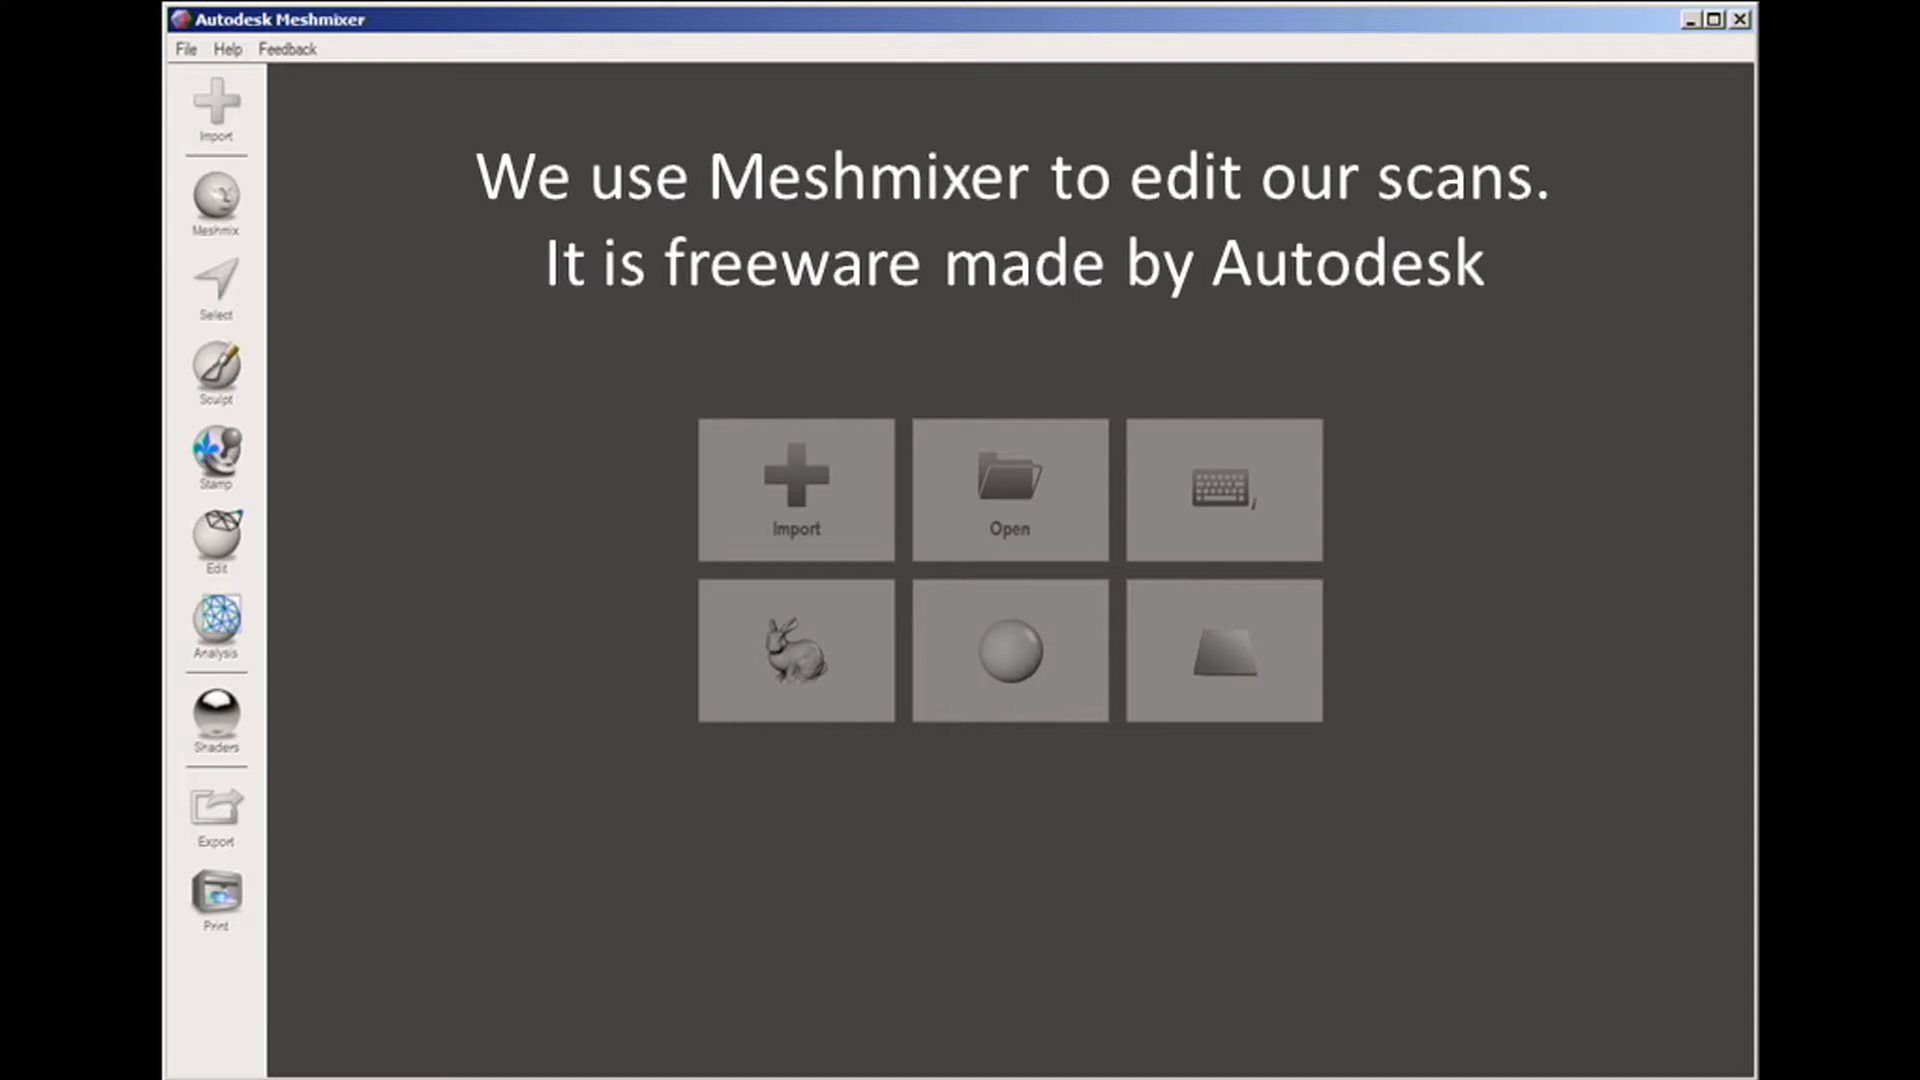 Autodesk Meshmixer
File Help Feedback
Import
Meshmix
Select
Sculpt
Stamp
Edit
Analysis
Shaders
Export
Print
We use Meshmixer to edit our scans.
It is freeware made by Autodesk
Import
Open